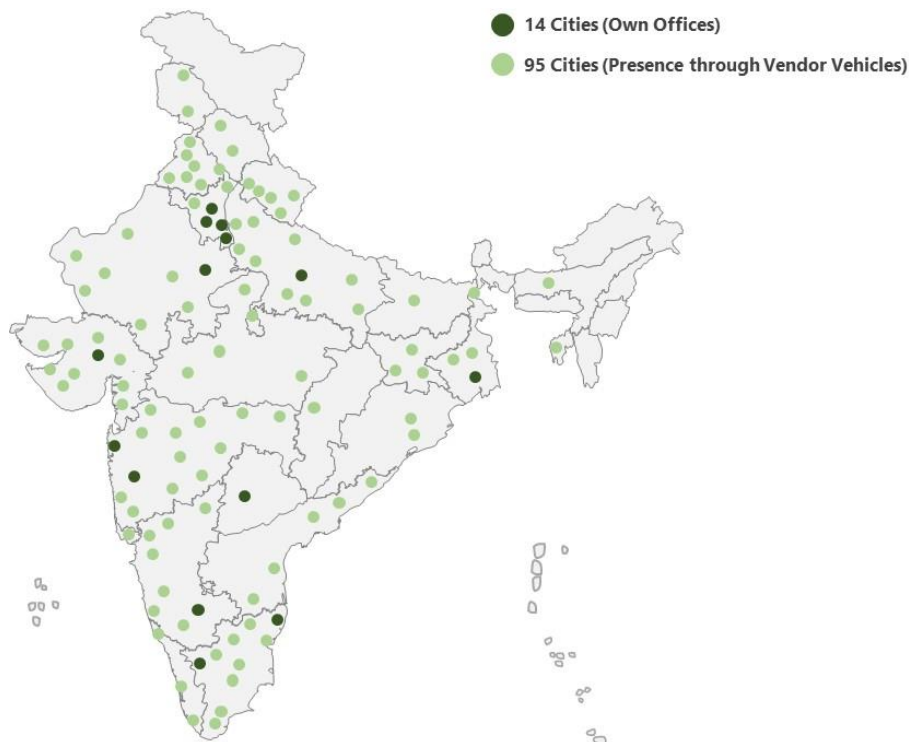 14 Cities (Own Offices)
95 Cities (Presence through Vendor Vehicles)